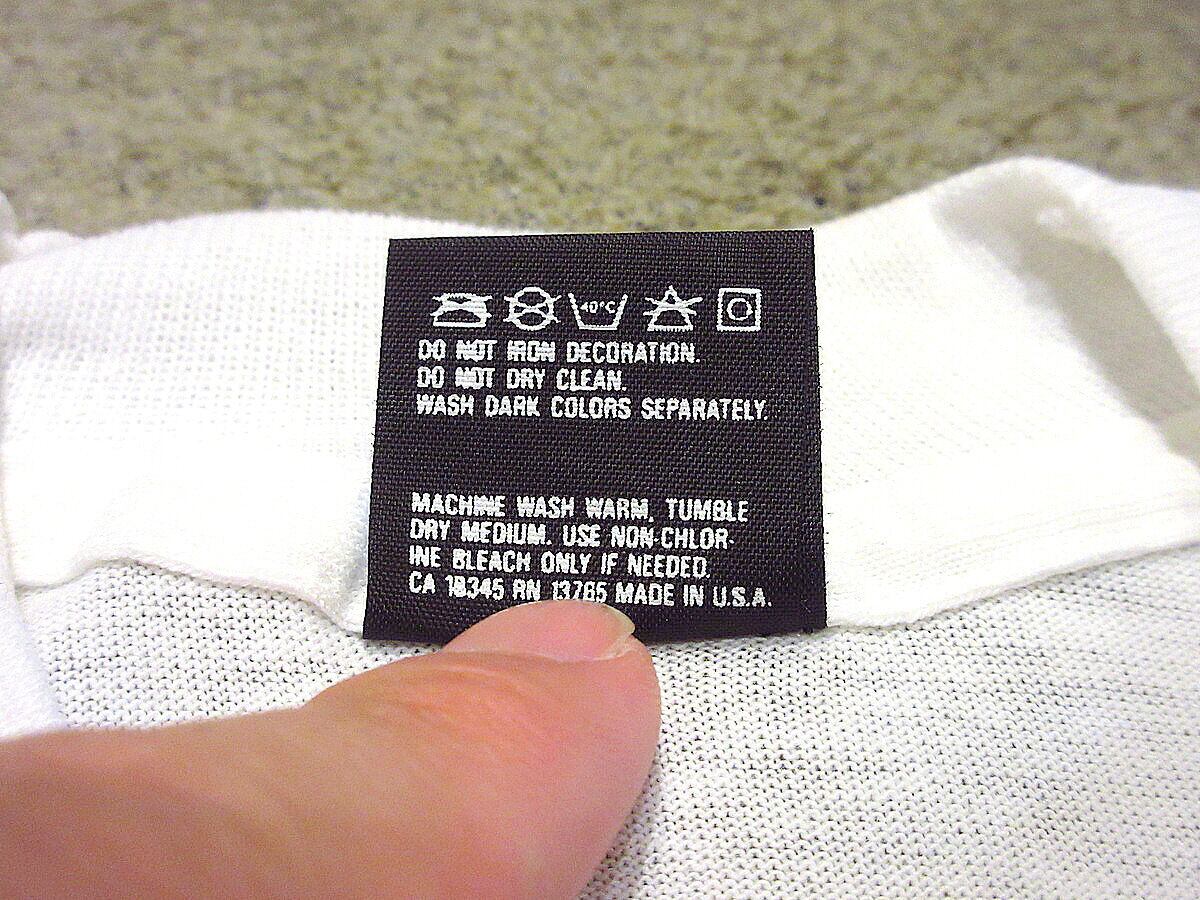 40°C
DO NOT IRON DECORATION.
DO NOT DRY CLEAN.
WASH DARK COLORS SEPARATELY.
MACHINE WASH WARM, TUMBLE
DRY MEDIUM. USE NON-CHLOR-
INE BLEACH ONLY IF NEEDED.
CA 18345 RN 13765 MADE IN U.S.A.